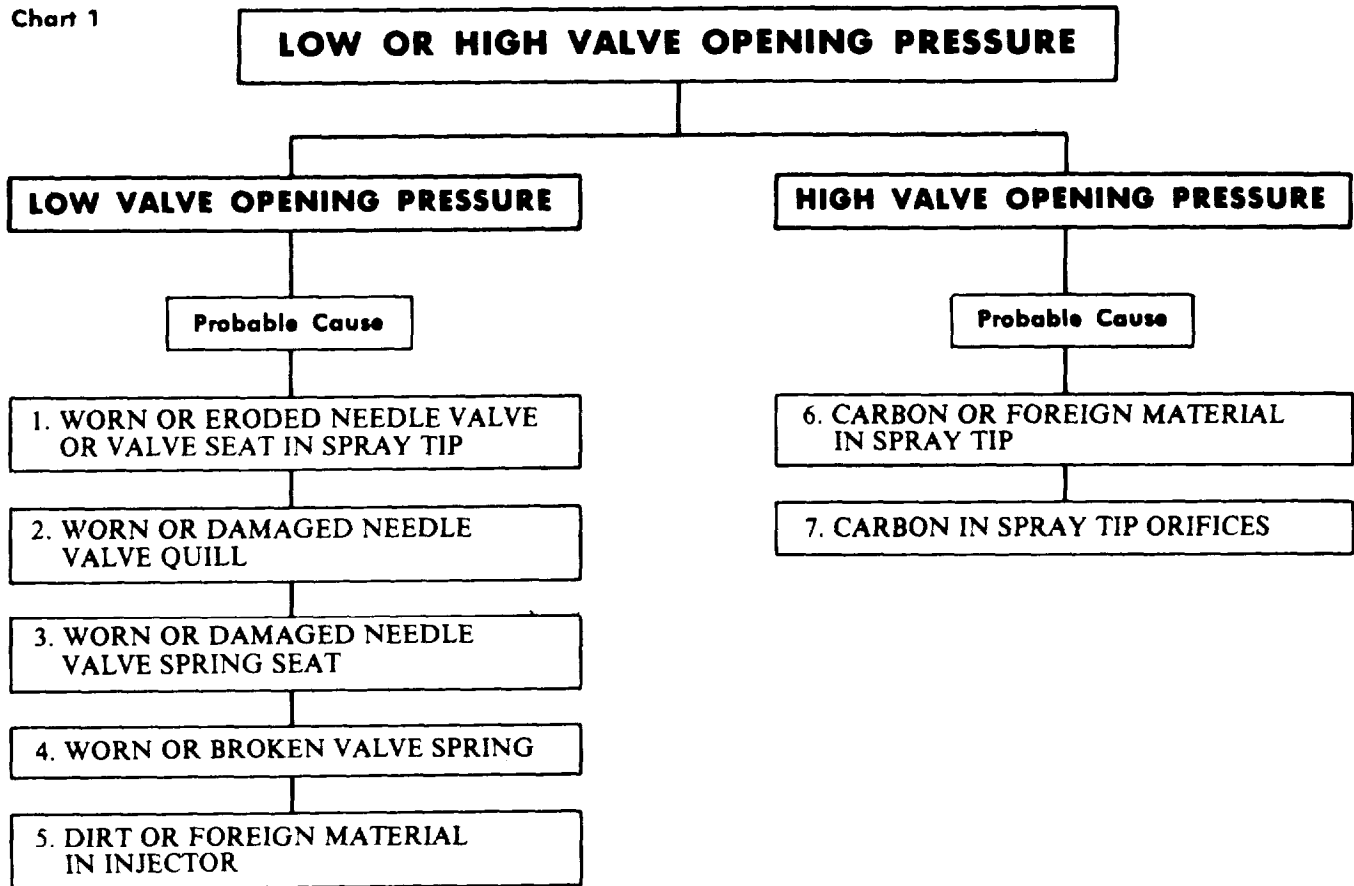 Chart 1
LOW OR HIGH VALVE OPENING PRESSURE
LOW VALVE OPENING PRESSURE
Probable Cause
1. WORN OR ERODED NEEDLE VALVE
OR VALVE SEAT IN SPRAY TIP
2. WORN OR DAMAGED NEEDLE
VALVE QUILL
3. WORN OR DAMAGED NEEDLE
VALVE SPRING SEAT
4. WORN OR BROKEN VALVE SPRING
5. DIRT OR FOREIGN MATERIAL
IN INJECTOR
HIGH VALVE OPENING PRESSURE
Probable Cause
6. CARBON OR FOREIGN MATERIAL
IN SPRAY TIP
7. CARBON IN SPRAY TIP ORIFICES